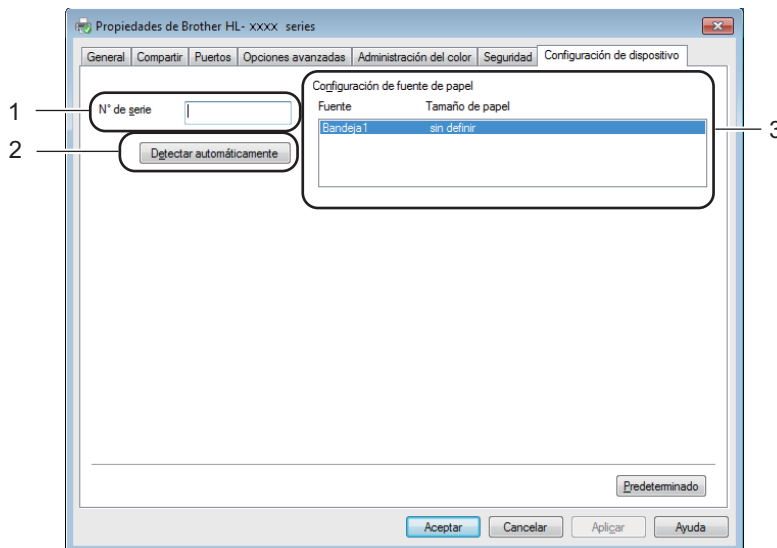 Propiedades de Brother HL- xxxx series
General Compartir Puertos Opciones avanzadas Administración del color Seguridad Configuración de dispositivo
Configuración de fuente de papel
1 N° de serie Fuente Tamaño de papel
Bandeja1 sin definir 3
2 Detectar automáticamente
Predeterminado
Aceptar Cancelar Aplicar Ayuda